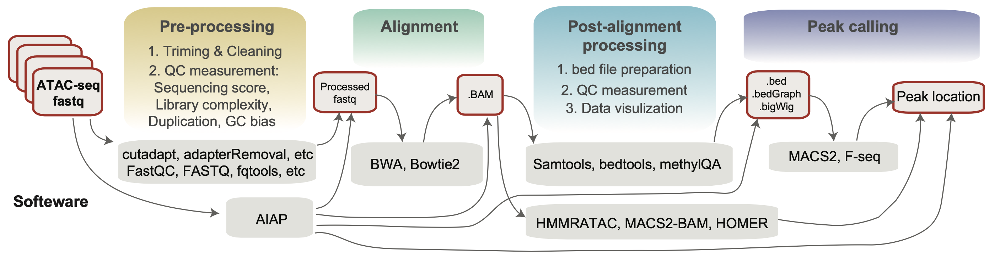 Pre-processing
1. Triming & Cleaning
2. QC measurement:
Sequencing score,
Library complexity,
Duplication, GC bias
Alignment
Post-alignment
processing
1. bed file preparation
2. QC measurement
3. Data visulization
Peak calling
ATAC-seq
fastq
Processed
fastq
.BAM
.bed
.bedGraph
.bigWig
Peak location
cutadapt, adapterRemoval, etc
FastQC, FASTQ, fqtools, etc
BWA, Bowtie2
Samtools, bedtools, methylQA
MACS2, F-seq
Softeware
AIAP
HMMRATAC, MACS2-BAM, HOMER